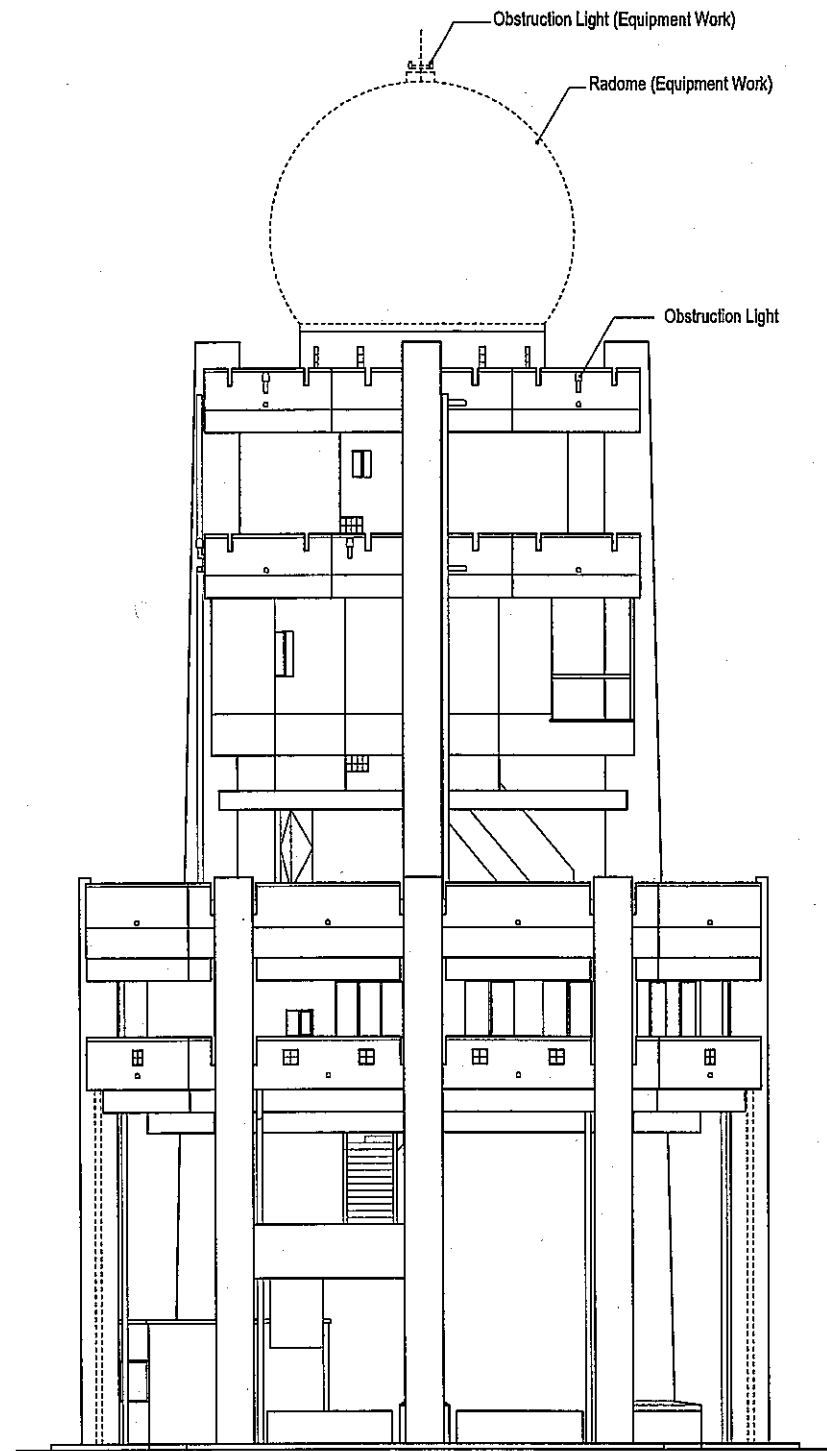 Obstruction Light (Equipment Work)
Radome (Equipment Work)
Obstruction Light